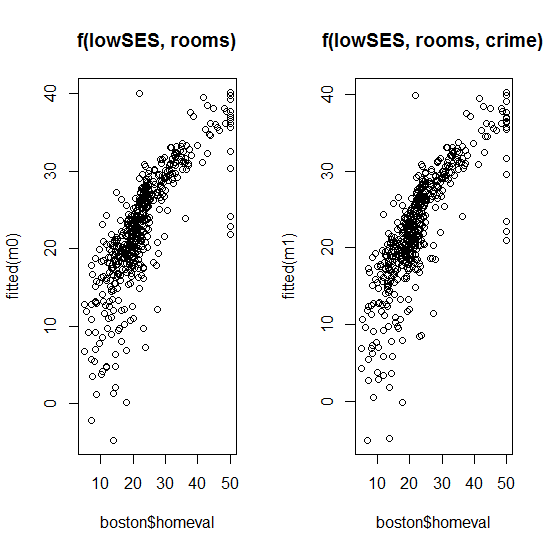 f(lowSES, rooms)
fitted(m0)
40
30
20
10
0
10 20 30 40 50
boston$homeval
f(lowSES, rooms, crime)
fitted(m1)
40
30
20
10
0
10 20 30 40 50
boston$homeval